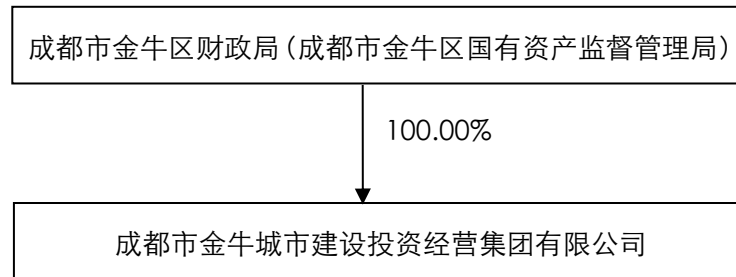 成都市金牛区财政局（成都市金牛区国有资产监督管理局）
100.00%
成都市金牛城市建设投资经营集团有限公司